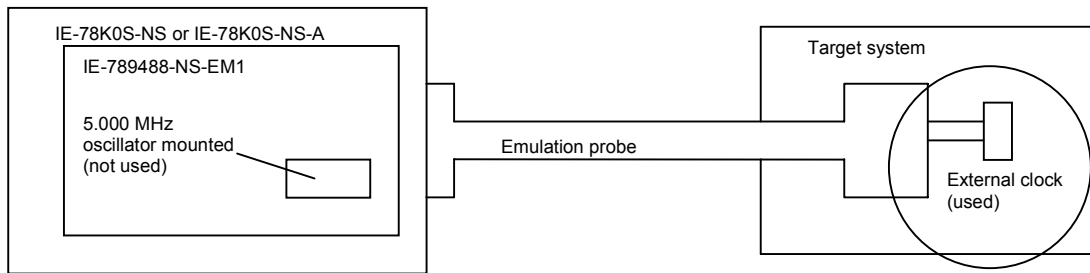 IE-78K0S-NS or IE-78K0S-NS-A
IE-789488-NS-EM1
5.000 MHz
oscillator mounted
(not used)
Emulation probe
Target system
External clock
(used)